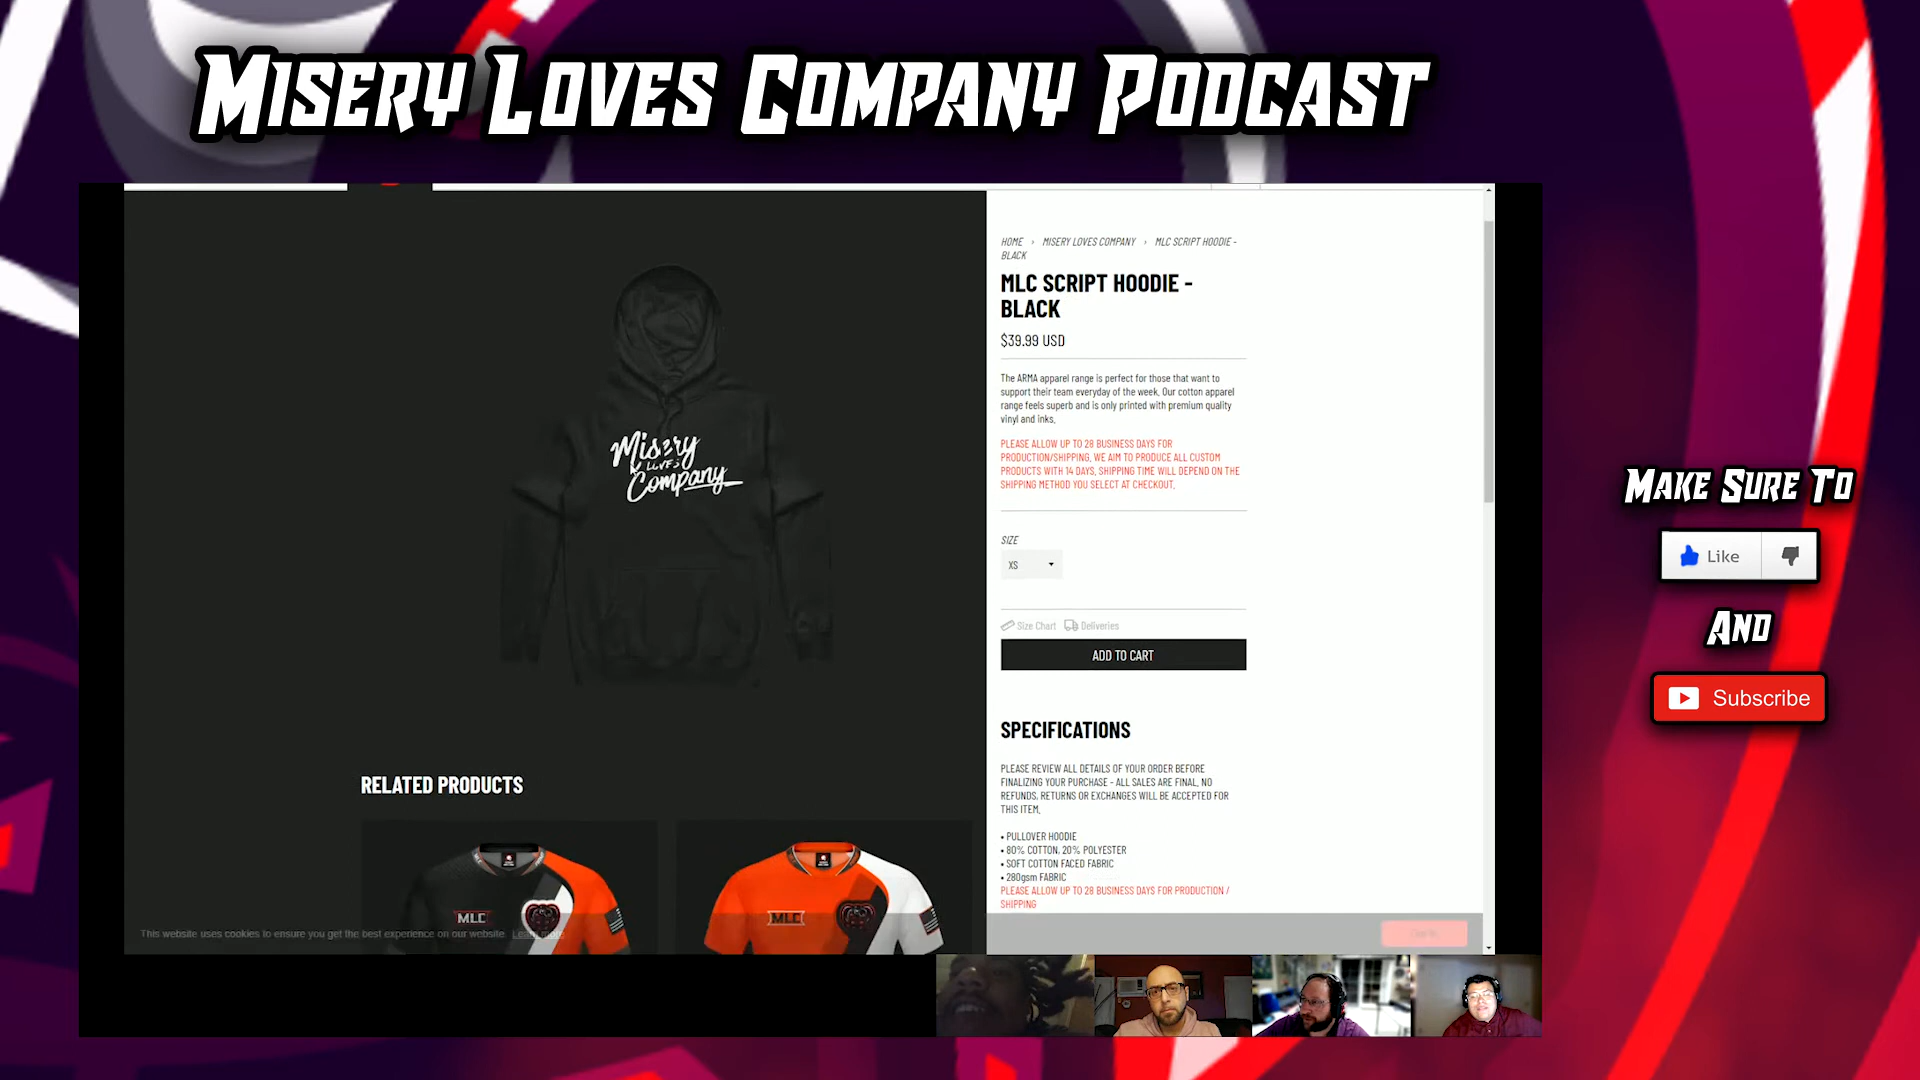 MISERY LOVES COMPANY PODCAST
HOME › MISERY LOVES COMPANY › MLC SCRIPT HOODIE -
BLACK
MLC SCRIPT HOODIE -
BLACK
$39.99 USD
The ARMA apparel range is perfect for those that want to
support their team everyday of the week. Our cotton apparel
range feels superb and is only printed with premium quality
vinyl and inks.
PLEASE ALLOW UP TO 28 BUSINESS DAYS FOR
PRODUCTION/SHIPPING. WE AIM TO PRODUCE ALL CUSTOM
PRODUCTS WITH 14 DAYS. SHIPPING TIME WILL DEPEND ON THE
SHIPPING METHOD YOU SELECT AT CHECKOUT.
SIZE
XS
Size Chart Deliveries
ADD TO CART
SPECIFICATIONS
PLEASE REVIEW ALL DETAILS OF YOUR ORDER BEFORE
FINALIZING YOUR PURCHASE - ALL SALES ARE FINAL, NO
REFUNDS, RETURNS OR EXCHANGES WILL BE ACCEPTED FOR
THIS ITEM.
• PULLOVER HOODIE
• 80% COTTON, 20% POLYESTER
• SOFT COTTON FACED FABRIC
• 280gsm FABRIC
PLEASE ALLOW UP TO 28 BUSINESS DAYS FOR PRODUCTION /
SHIPPING
Misery
LOVES
Company
RELATED PRODUCTS
MLC
MLC
This website uses cookies to ensure you get the best experience on our website. Learn more
MAKE SURE TO
Like
AND
Subscribe